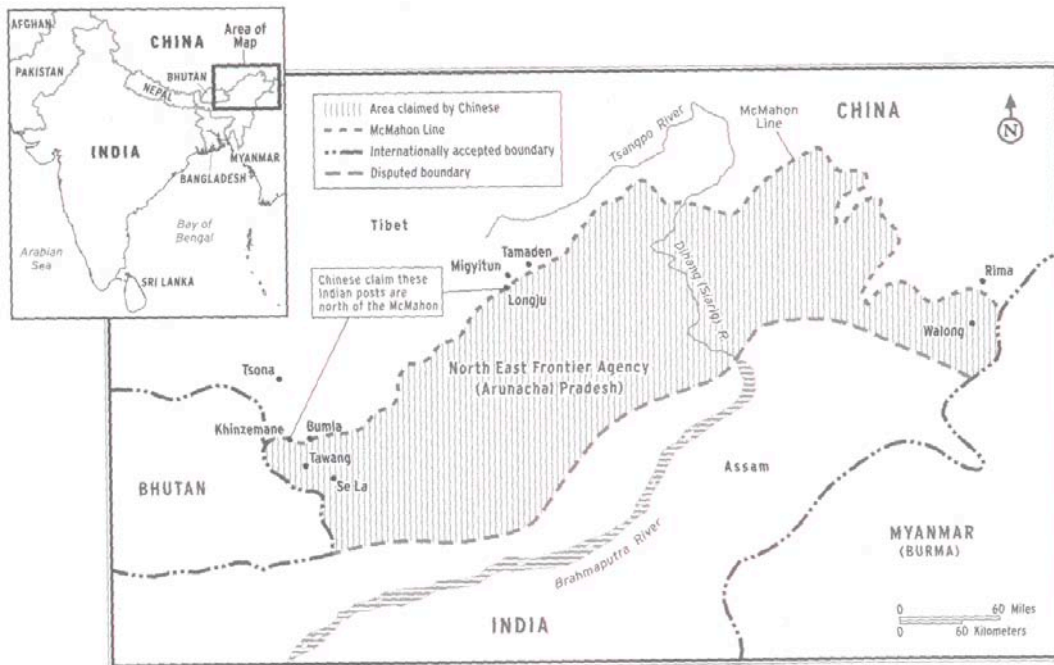 AFGHAN.
CHINA
Area of
Map
PAKISTAN
BHUTAN
NEPAL
INDIA
MYANMAR
BANGLADESH
Arabian
Sea
Bay of
Bengal
SRI LANKA
Area claimed by Chinese
McMahon Line
Internationally accepted boundary
Disputed boundary
Tsangpo River
McMahon
Line
CHINA
N
Tibet
Tamaden
Migyitun
Longju
Chinese claim these
Indian posts are
north of the McMahon
Dihang (Siang) R.
Rima
Walong
North East Frontier Agency
(Arunachal Pradesh)
Tsona
Khinzemane
Bumla
Tawang
Se La
BHUTAN
Assam
MYANMAR
(BURMA)
Brahmaputra River
INDIA
0 60 Miles
0 60 Kilometers